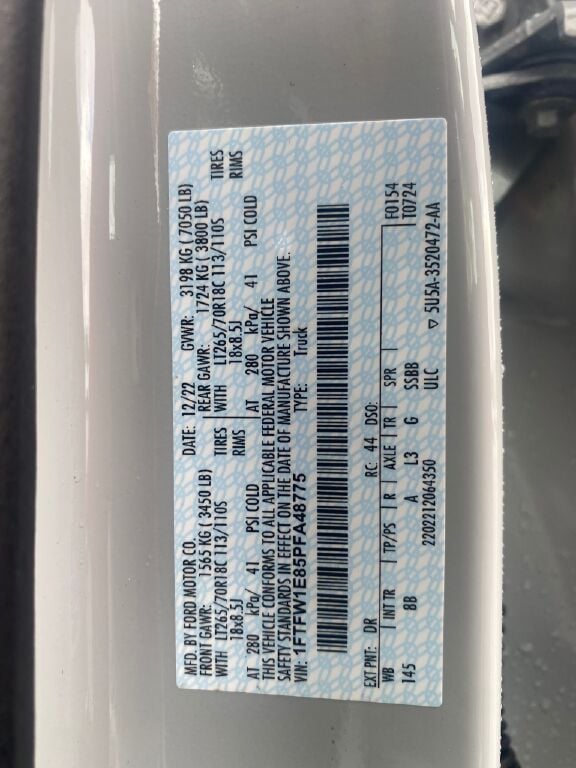 MFD. BY FORD MOTOR CO. DATE: 12/22 GVWR: 3198 KG ( 7050 LB)
FRONT GAWR: 1565 KG ( 3450 LB) REAR GAWR: 1724 KG ( 3800 LB)
WITH LT265/70R18C 113/110S TIRES WITH LT265/70R18C 113/110S TIRES
18x8.5J RIMS 18x8.5J RIMS
AT 280 kPa/ 41 PSI COLD AT 280 kPa/ 41 PSI COLD
THIS VEHICLE CONFORMS TO ALL APPLICABLE FEDERAL MOTOR VEHICLE
SAFETY STANDARDS IN EFFECT ON THE DATE OF MANUFACTURE SHOWN ABOVE.
VIN: 1FTFW1E85PFA48775 TYPE: Truck
EXT PNT: DR RC: 44 DSO: F0154
WB INT TR TP/PS R AXLE TR SPR T0724
145 8B A L3 G SSBB
2202212064350 ULC ▽ 5U5A-3520472-AA